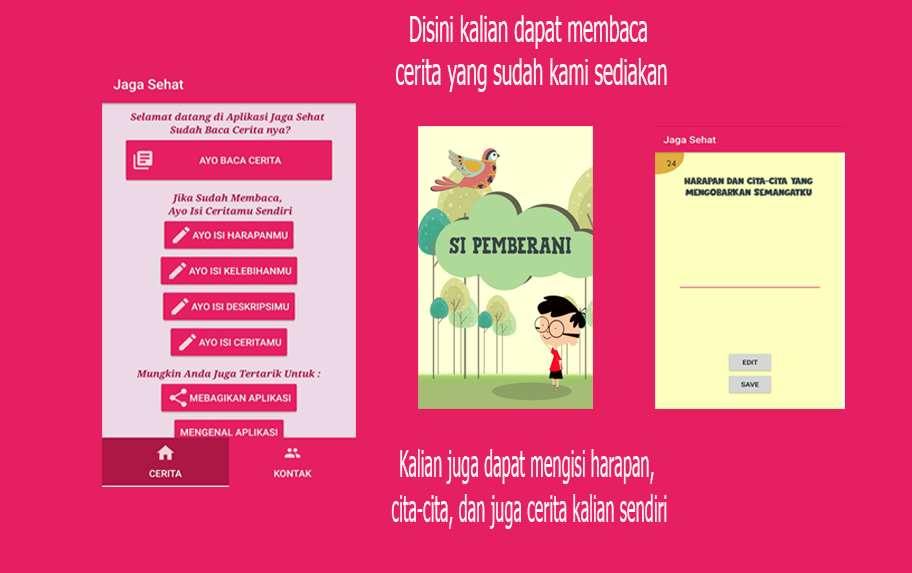 Disini kalian dapat membaca
cerita yang sudah kami sediakan
Jaga Sehat
Selamat datang di Aplikasi Jaga Sehat
Sudah Baca Cerita nya?
AYO BACA CERITA
Jika Sudah Membaca,
Ayo Isi Ceritamu Sendiri
AYO ISI HARAPANMU
AYO ISI KELEBIHANMU
AYO ISI DESKRIPSIMU
AYO ISI CERITAMU
Mungkin Anda Juga Tertarik Untuk :
MEBAGIKAN APLIKASI
MENGENAL APLIKASI
CERITA
KONTAK
SI PEMBERANI
Jaga Sehat
24
HARAPAN DAN CITA-CITA YANG
MENGOBARKAN SEMANGATKU
EDIT
SAVE
Kalian juga dapat mengisi harapan,
cita-cita, dan juga cerita kalian sendiri